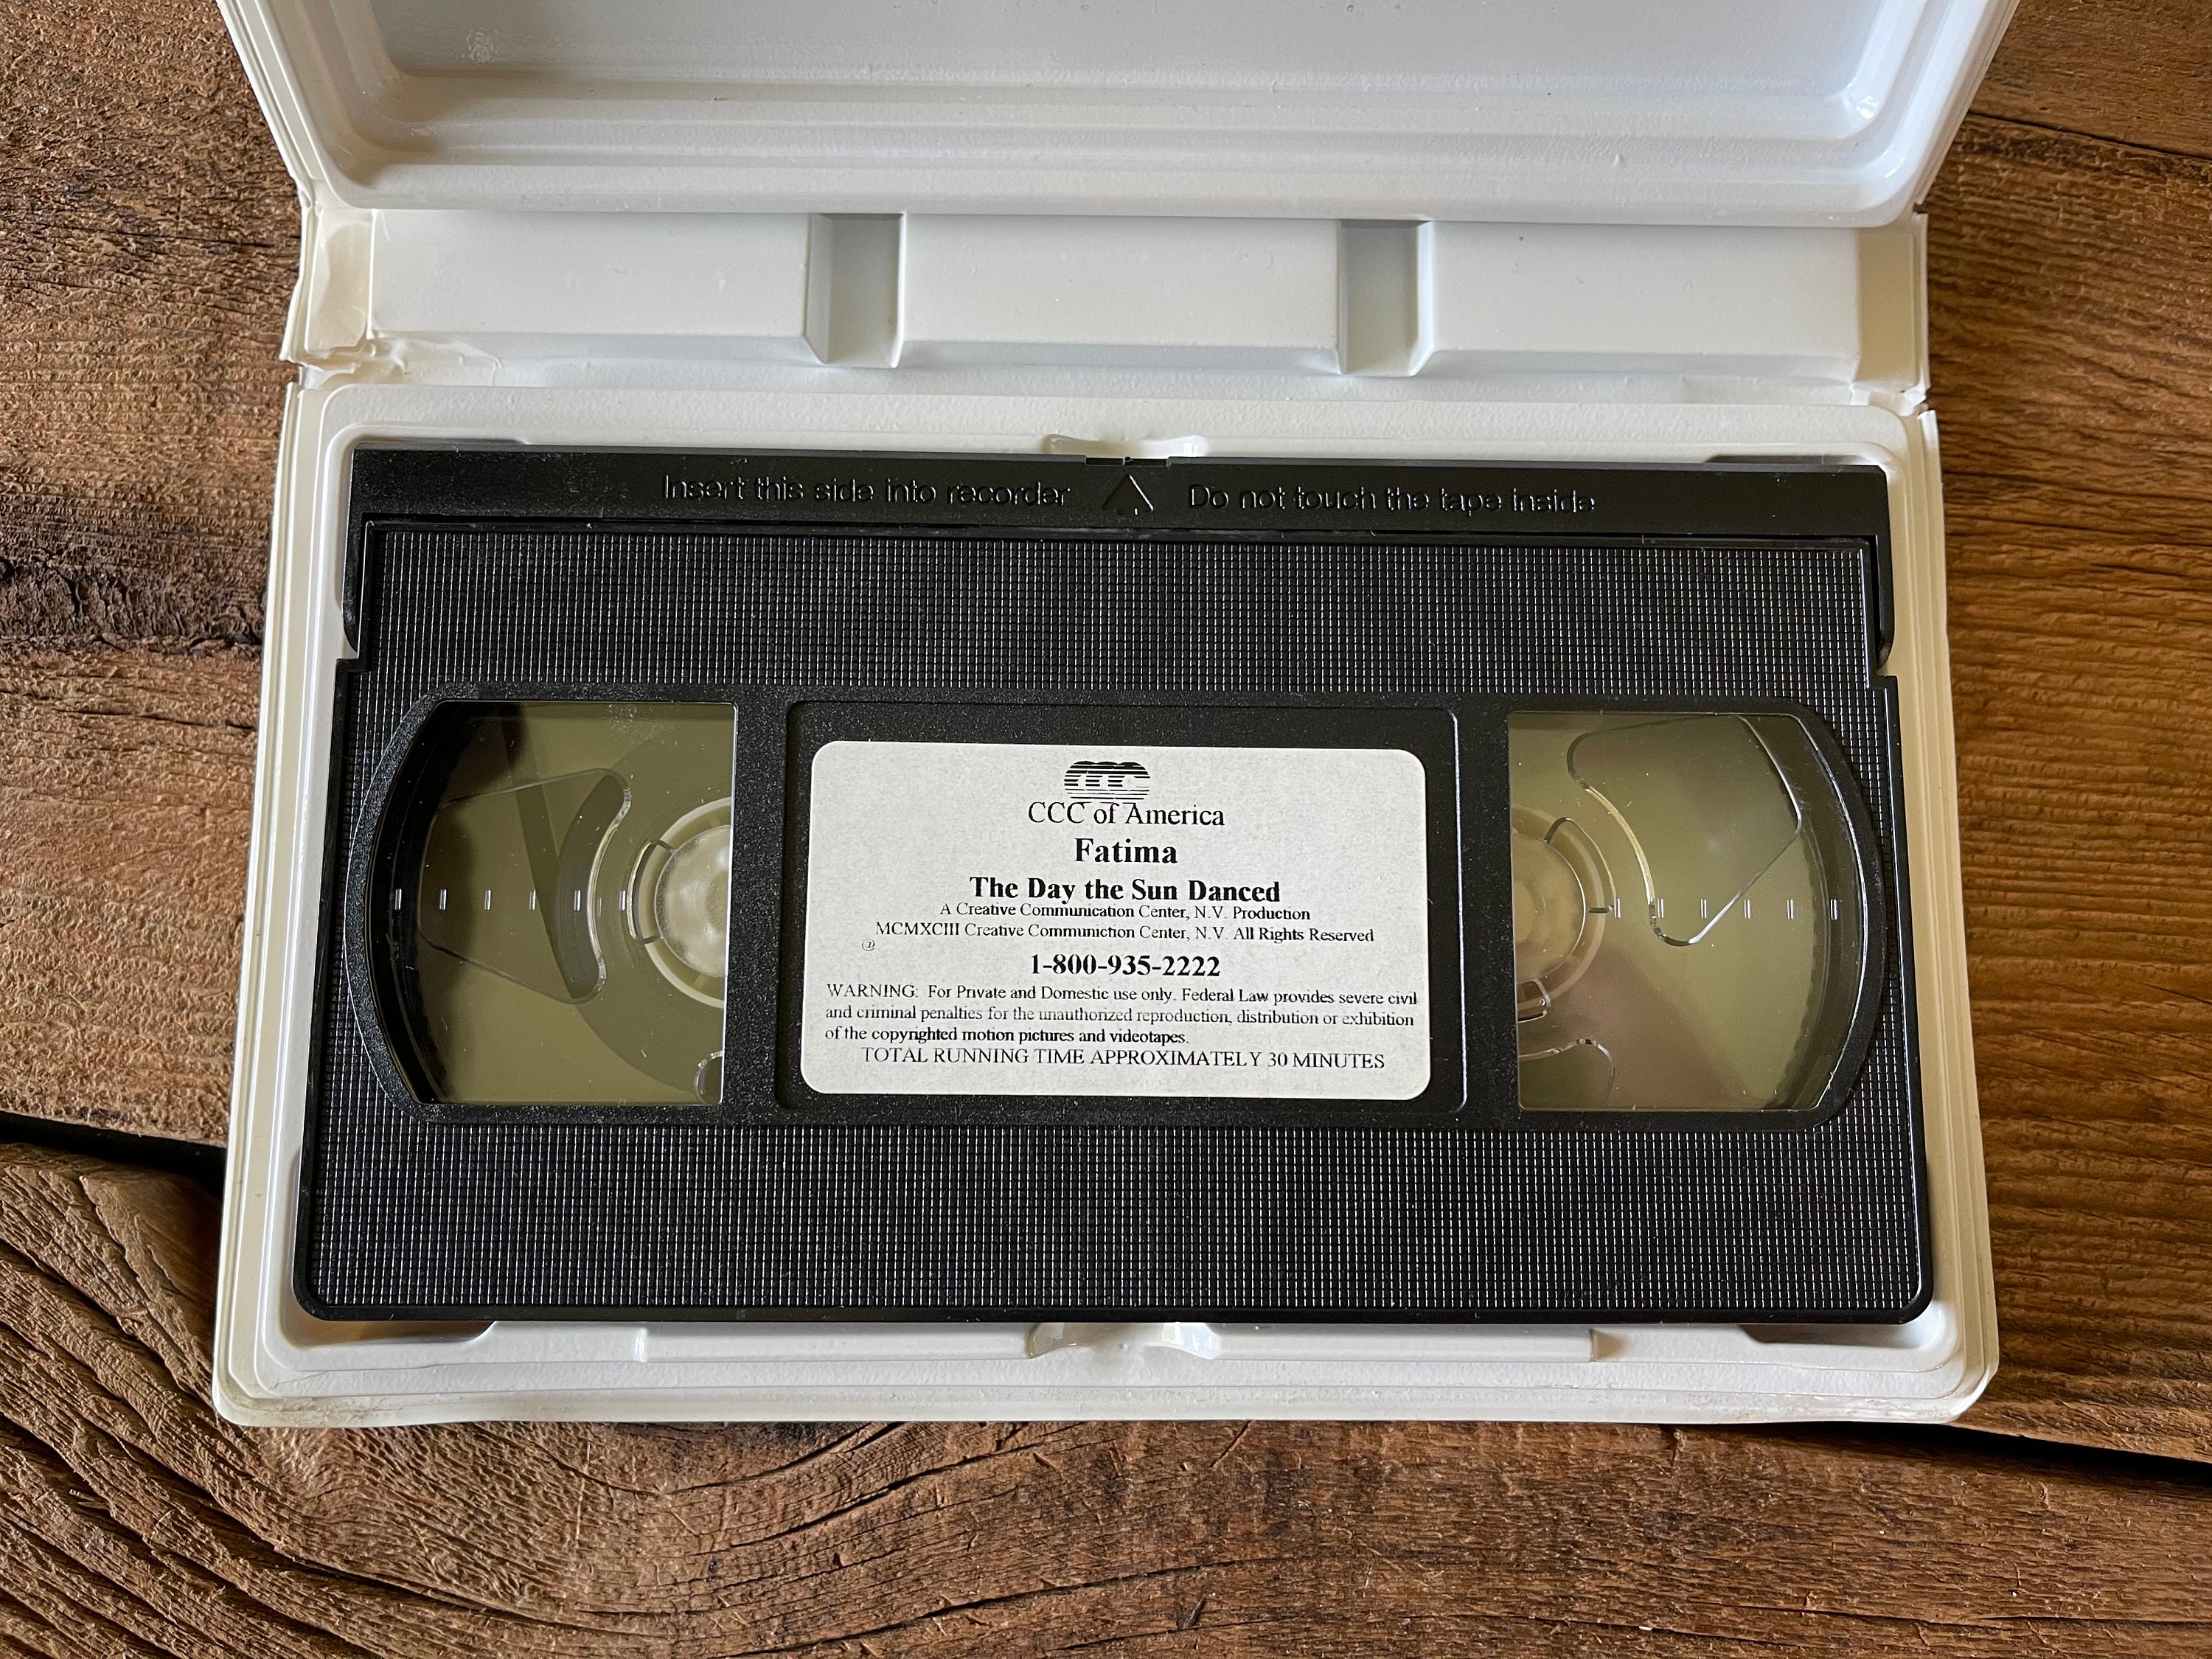 Insert this side into recorder Do not touch the tape inside
CCC
CCC of America
Fatima
The Day the Sun Danced
A Creative Communication Center, N.V. Production
@ MCMXCIII Creative Communiction Center, N.V. All Rights Reserved
1-800-935-2222
WARNING: For Private and Domestic use only. Federal Law provides severe civil
and criminal penalties for the unauthorized reproduction, distribution or exhibition
of the copyrighted motion pictures and videotapes.
TOTAL RUNNING TIME APPROXIMATELY 30 MINUTES